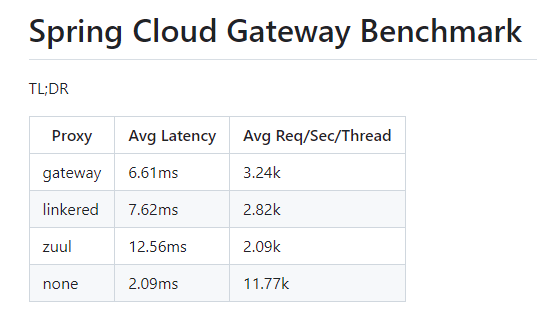 Spring Cloud Gateway Benchmark
TL;DR
Proxy Avg Latency Avg Req/Sec/Thread
gateway 6.61ms 3.24k
linkered 7.62ms 2.82k
zuul 12.56ms 2.09k
none 2.09ms 11.77k